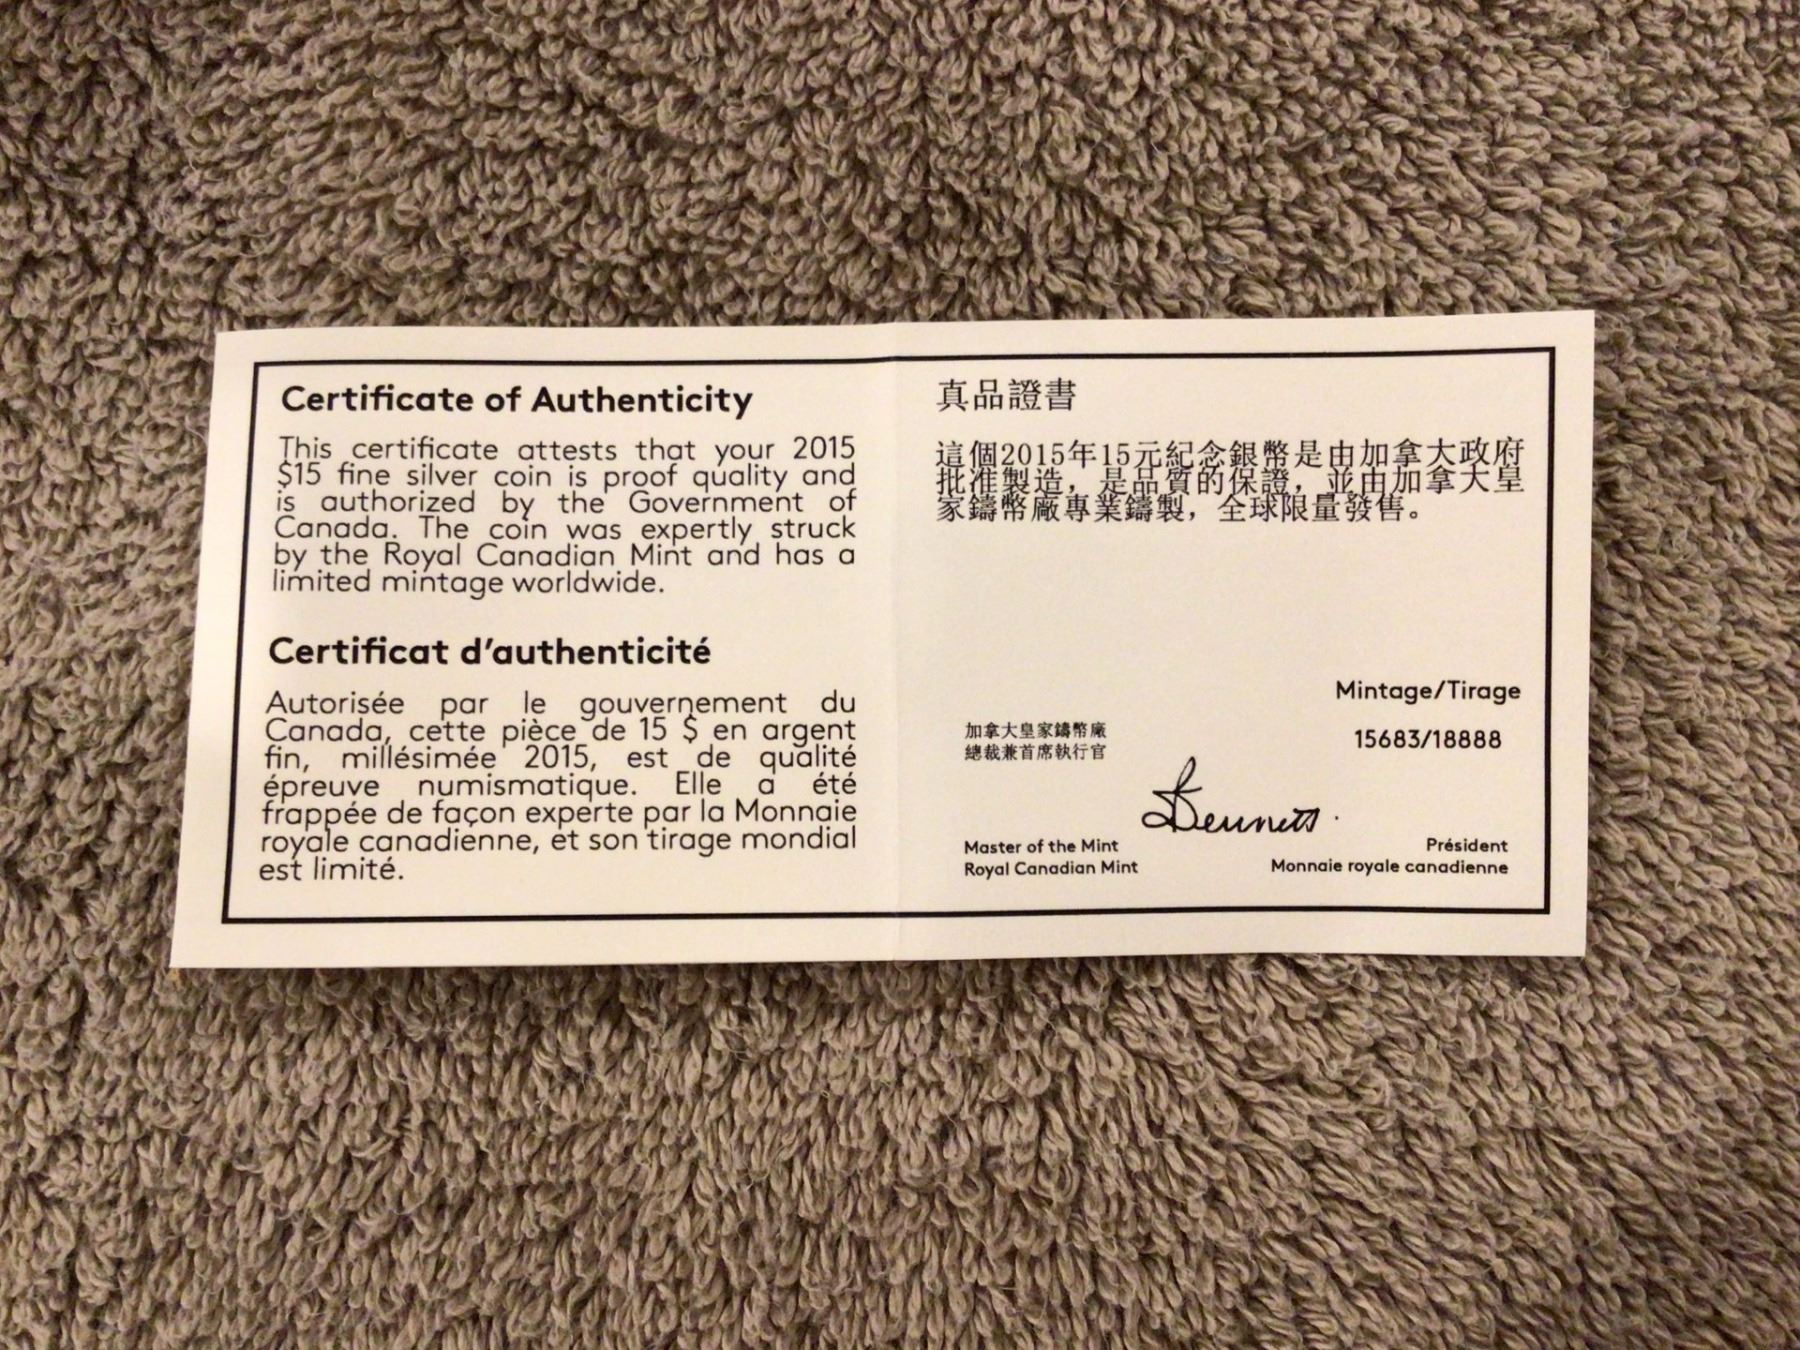 Certificate of Authenticity
This certificate attests that your 2015
$15 fine silver coin is proof quality and
is authorized by the Government of
Canada. The coin was expertly struck
by the Royal Canadian Mint and has a
limited mintage worldwide.
Certificat d'authenticité
Autorisée par le gouvernement du
Canada, cette pièce de 15 $ en argent
fin, millésimée 2015, est de qualité
épreuve numismatique. Elle a été
frappée de façon experte par la Monnaie
royale canadienne, et son tirage mondial
est limité.
真品證書
這個2015年15元紀念銀幣是由加拿大政府
批准製造，是品質的保證，並由加拿大皇
家鑄幣廠專業鑄製，全球限量發售。
Mintage/Tirage
15683/18888
加拿大皇家鑄幣廠
總裁兼首席執行官
SBennett
Master of the Mint
Royal Canadian Mint
Président
Monnaie royale canadienne